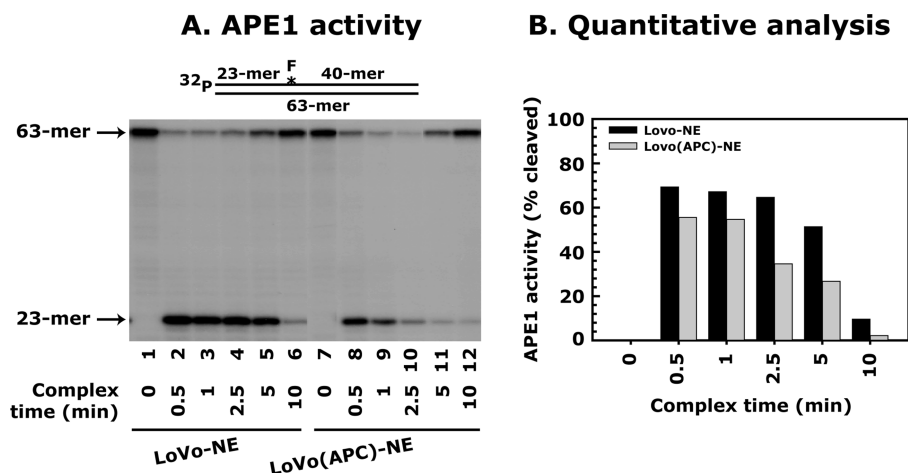 A. APE1 activity
32P 23-mer F 40-mer
*
63-mer
63-mer
23-mer
1 2 3 4 5 6 7 8 9 10 11 12
Complex time (min)
0 0.5 1 2.5 5 10 0 0.5 1 2.5 5 10
LoVo-NE LoVo(APC)-NE
B. Quantitative analysis
APE1 activity (% cleaved)
100
80
60
40
20
0
Lovo-NE
Lovo(APC)-NE
0 0.5 1 2.5 5 10
Complex time (min)